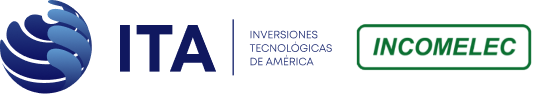 ITA
INVERSIONES
TECNOLÓGICAS
DE AMÉRICA
INCOMELEC